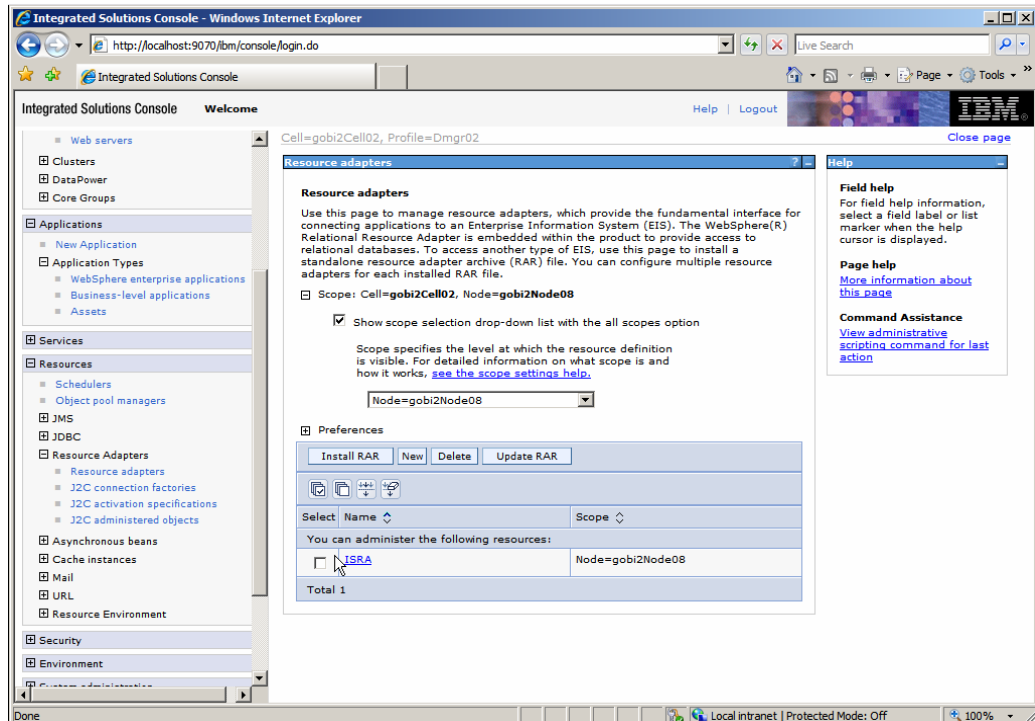 Integrated Solutions Console - Windows Internet Explorer
http://localhost:9070/ibm/console/login.do
Live Search
Integrated Solutions Console
Page
Tools
»
Integrated Solutions Console Welcome
Help | Logout
IBM®
Web servers
Clusters
DataPower
Core Groups
Applications
New Application
Application Types
WebSphere enterprise applications
Business-level applications
Assets
Services
Resources
Schedulers
Object pool managers
JMS
JDBC
Resource Adapters
Resource adapters
J2C connection factories
J2C activation specifications
J2C administered objects
Asynchronous beans
Cache instances
Mail
URL
Resource Environment
Security
Environment
System administration
Cell=gobi2Cell02, Profile=Dmgr02
Close page
Resource adapters
? _
Resource adapters
Use this page to manage resource adapters, which provide the fundamental interface for
connecting applications to an Enterprise Information System (EIS). The WebSphere(R)
Relational Resource Adapter is embedded within the product to provide access to
relational databases. To access another type of EIS, use this page to install a
standalone resource adapter archive (RAR) file. You can configure multiple resource
adapters for each installed RAR file.
Scope: Cell=gobi2Cell02, Node=gobi2Node08
Show scope selection drop-down list with the all scopes option
Scope specifies the level at which the resource definition
is visible. For detailed information on what scope is and
how it works, see the scope settings help.
Node=gobi2Node08
Preferences
Install RAR New Delete Update RAR
Select Name Scope
You can administer the following resources:
ISRA Node=gobi2Node08
Total 1
Help
Field help
For field help information,
select a field label or list
marker when the help
cursor is displayed.
Page help
More information about
this page
Command Assistance
View administrative
scripting command for last
action
Done
Local intranet | Protected Mode: Off
100%